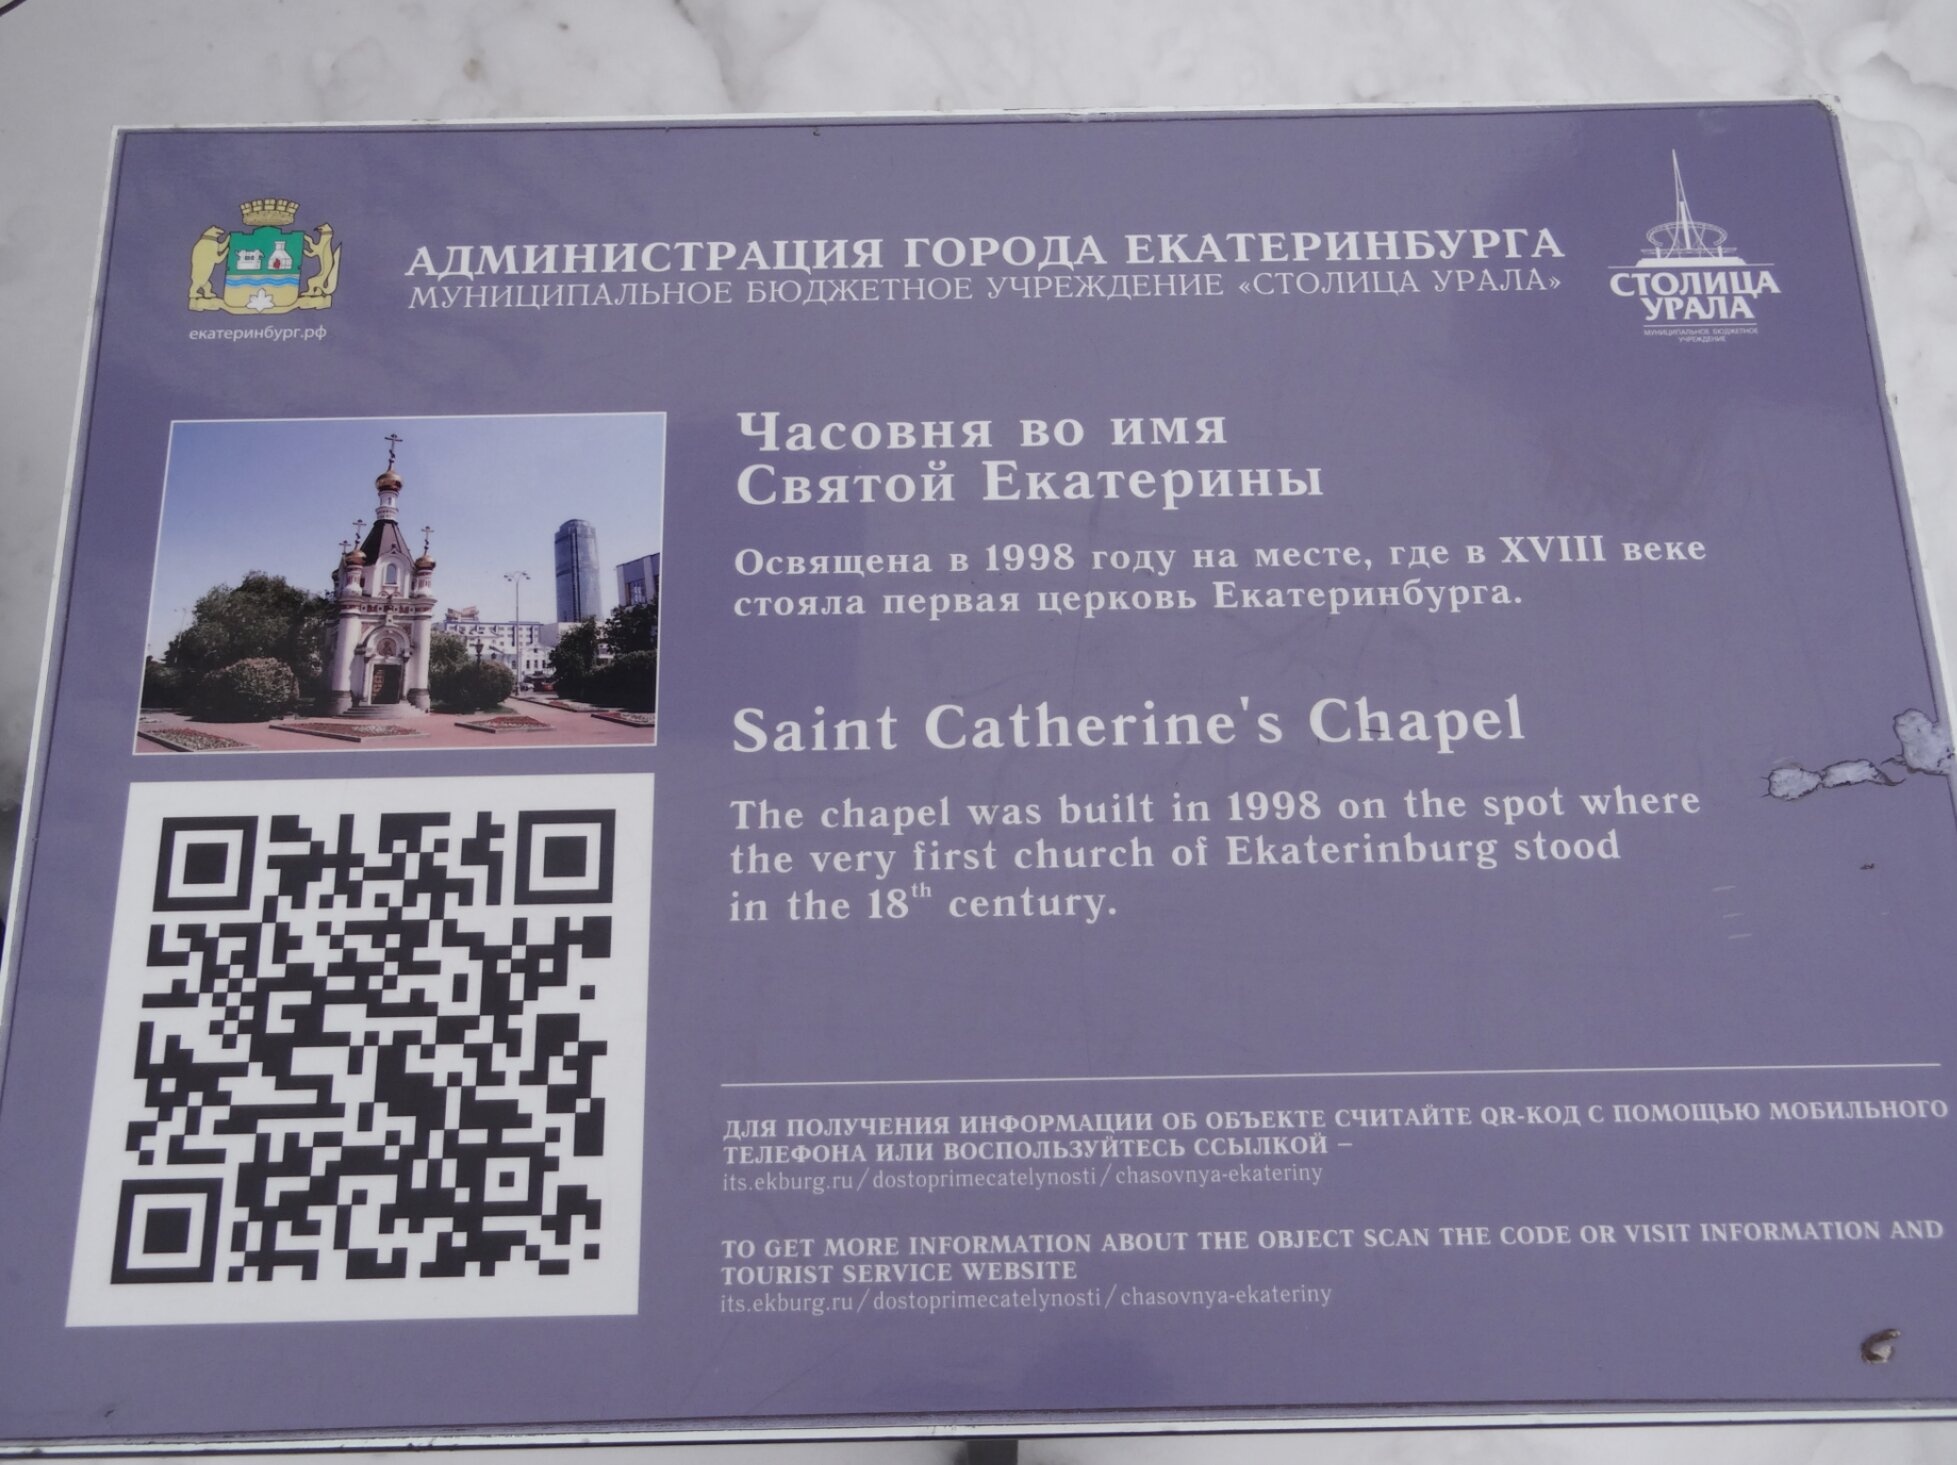 АДМИНИСТРАЦИЯ ГОРОДА ЕКАТЕРИНБУРГА
МУНИЦИПАЛЬНОЕ БЮДЖЕТНОЕ УЧРЕЖДЕНИЕ «СТОЛИЦА УРАЛА»
екатеринбург.рф
СТОЛИЦА
УРАЛА
МУНИЦИПАЛЬНОЕ БЮДЖЕТНОЕ
УЧРЕЖДЕНИЕ
Часовня во имя
Святой Екатерины
Освящена в 1998 году на месте, где в XVIII веке
стояла первая церковь Екатеринбурга.
Saint Catherine's Chapel
The chapel was built in 1998 on the spot where
the very first church of Ekaterinburg stood
in the 18th century.
ДЛЯ ПОЛУЧЕНИЯ ИНФОРМАЦИИ ОБ ОБЪЕКТЕ СЧИТАЙТЕ QR-КОД С ПОМОЩЬЮ МОБИЛЬНОГО
ТЕЛЕФОНА ИЛИ ВОСПОЛЬЗУЙТЕСЬ ССЫЛКОЙ –
its.ekburg.ru/dostoprimecatelynosti/chasovnya-ekateriny
TO GET MORE INFORMATION ABOUT THE OBJECT SCAN THE CODE OR VISIT INFORMATION AND
TOURIST SERVICE WEBSITE
its.ekburg.ru/dostoprimecatelynosti/chasovnya-ekateriny